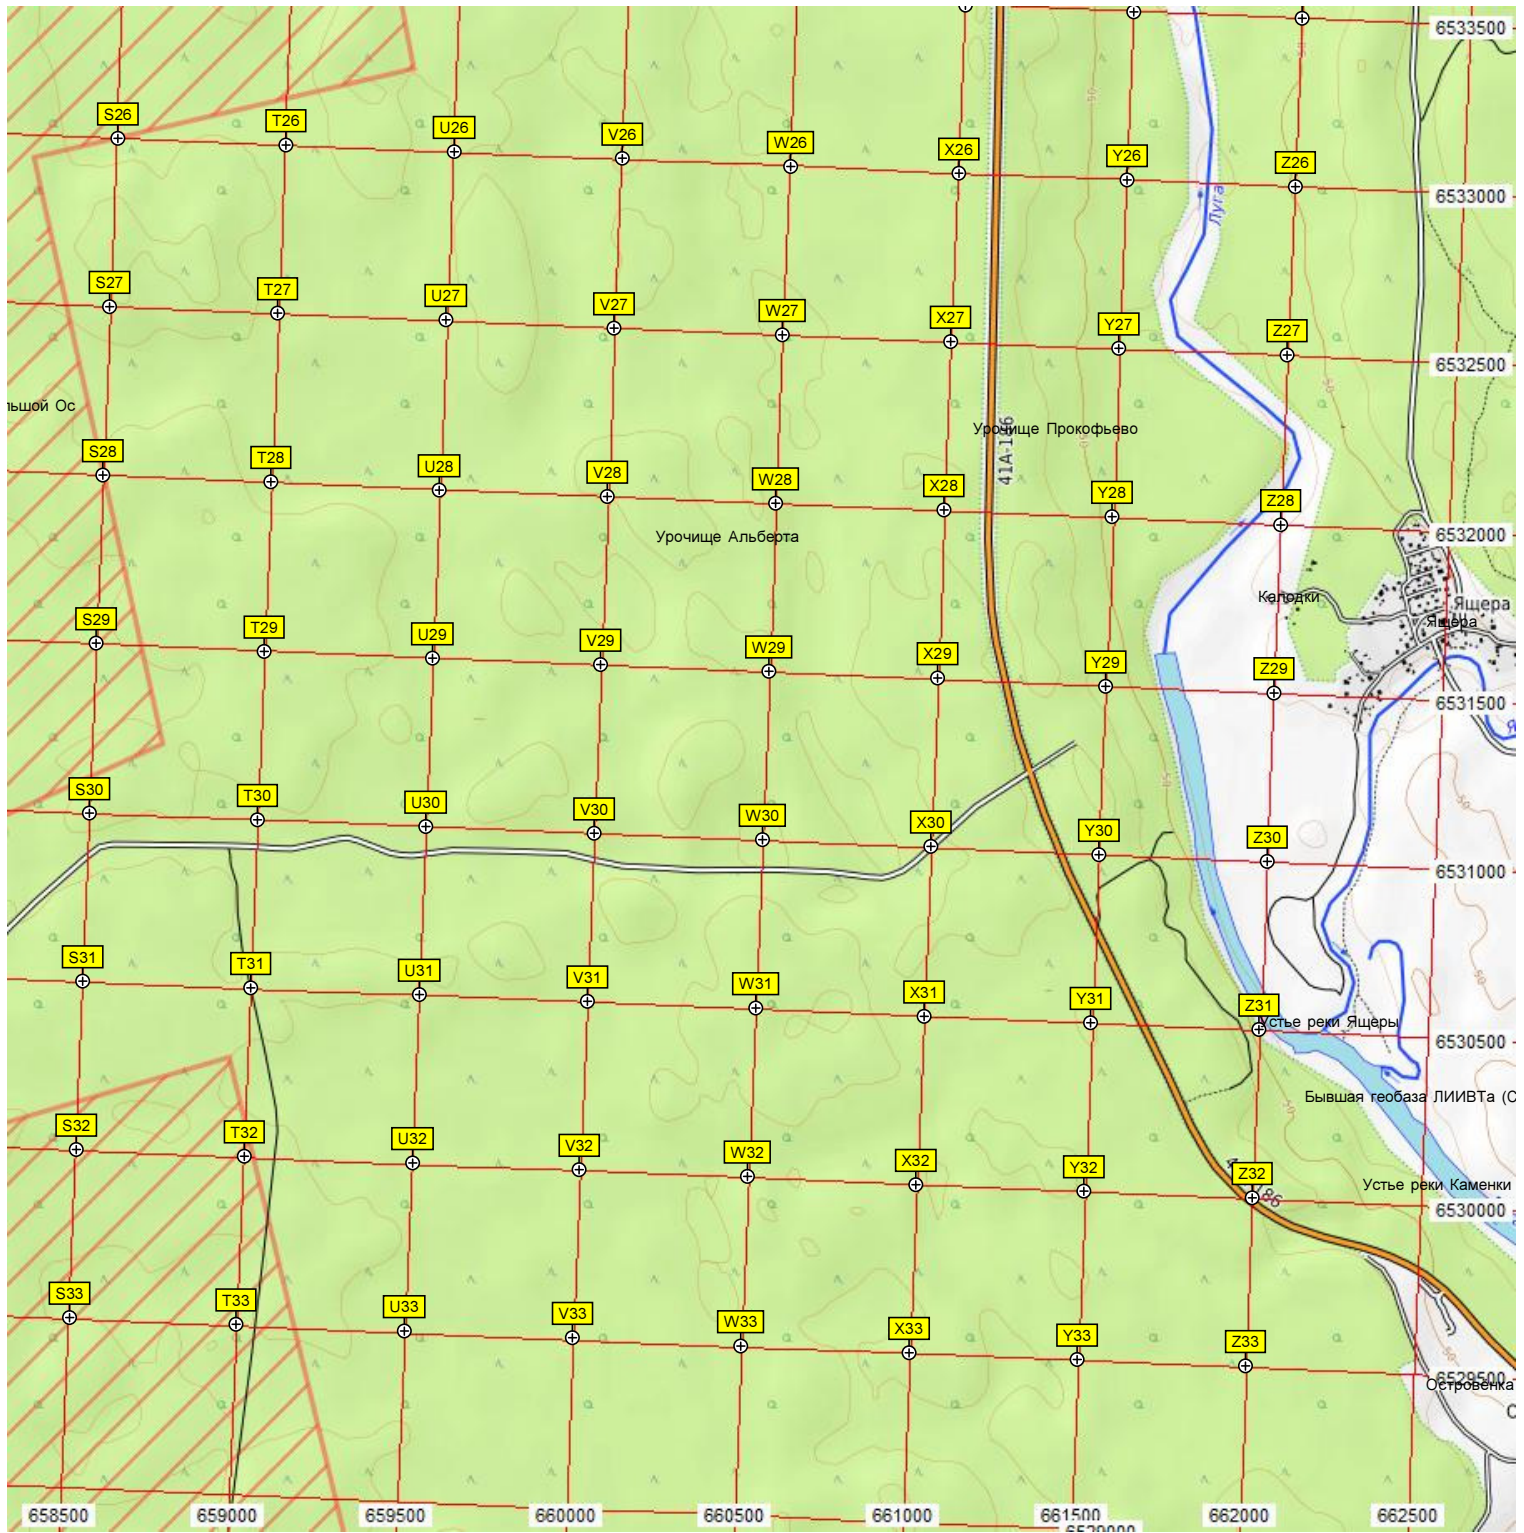 6533500
S26 T26 U26 V26 W26 X26 Y26 Z26
6533000
Луга
S27 T27 U27 V27 W27 X27 Y27 Z27
6532500
льшой Ос
Урочище Прокофьево
41А-186
S28 T28 U28 V28 W28 X28 Y28 Z28
6532000
Урочище Альберта
Калодки
Ящера
Ящера
S29 T29 U29 V29 W29 X29 Y29 Z29
6531500
S30 T30 U30 V30 W30 X30 Y30 Z30
6531000
S31 T31 U31 V31 W31 X31 Y31 Z31
Устье реки Ящеры
6530500
Бывшая геобаза ЛИИВТа (С
S32 T32 U32 V32 W32 X32 Y32 Z32
Устье реки Каменки
6530000
S33 T33 U33 V33 W33 X33 Y33 Z33
6529500
Островенка
658500 659000 659500 660000 660500 661000 661500 662000 662500
6529000